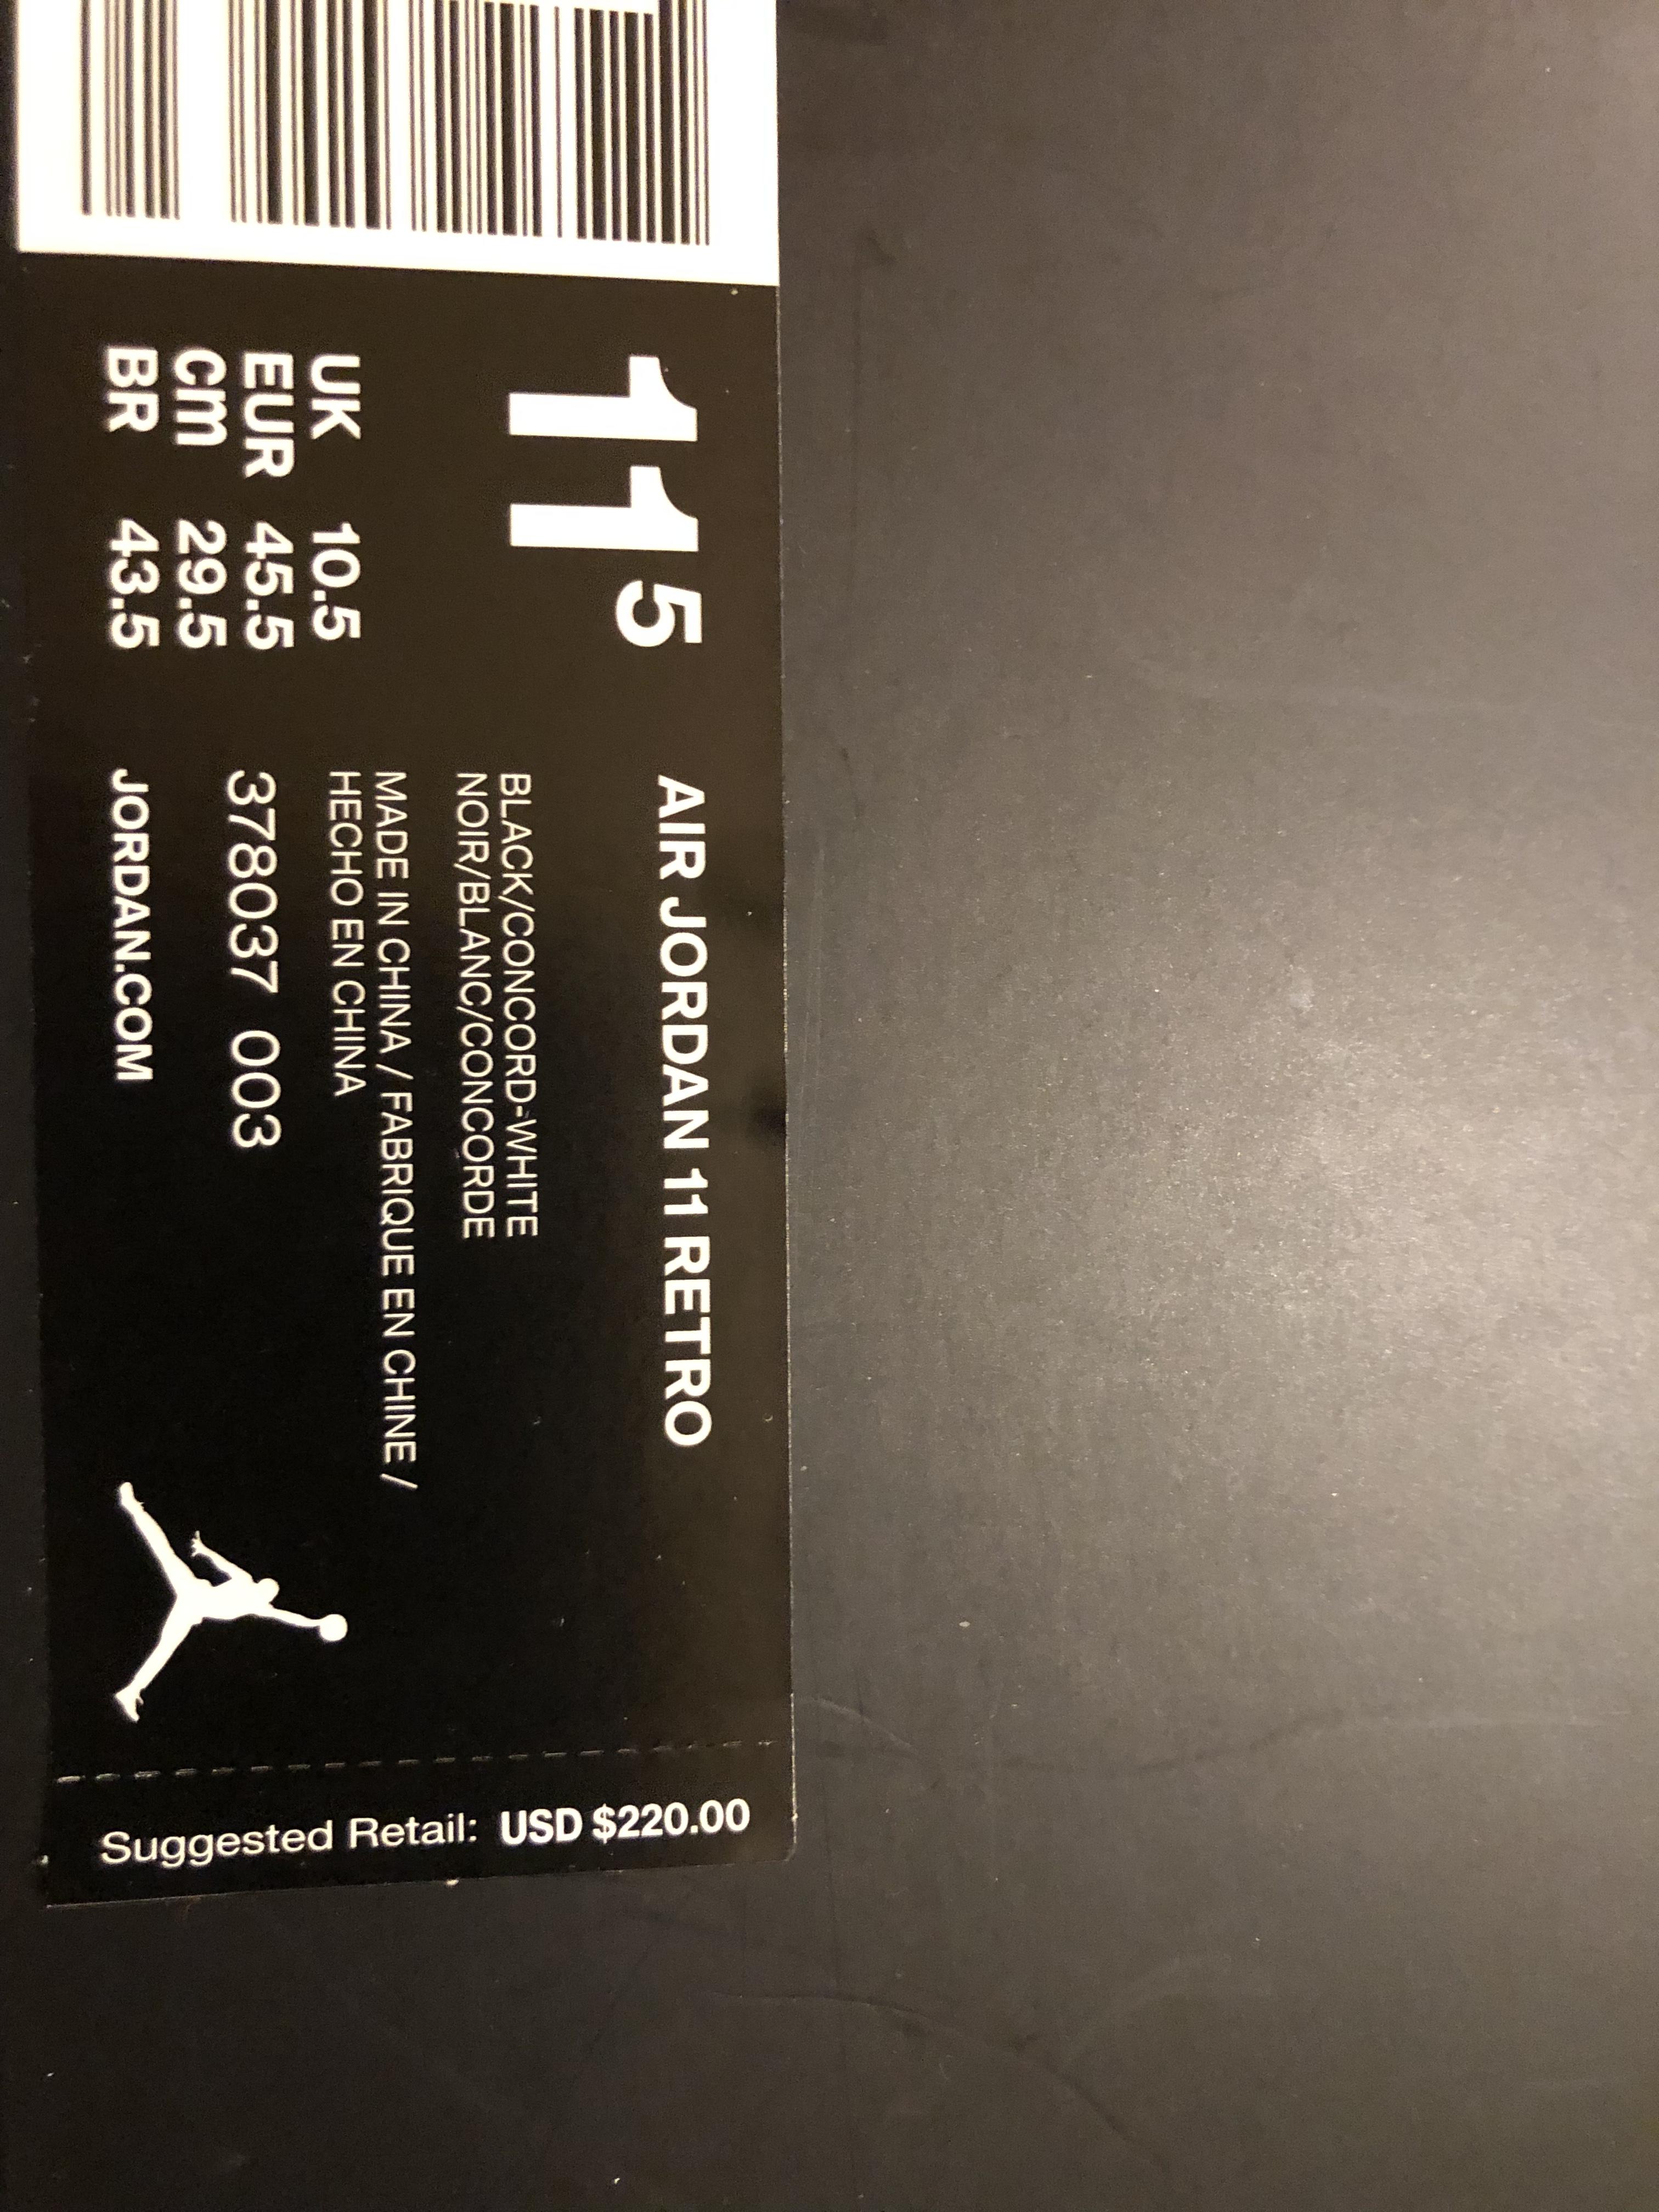 11 5
UK 10.5
EUR 45.5
cm 29.5
BR 43.5
AIR JORDAN 11 RETRO
BLACK/CONCORD-WHITE
NOIR/BLANC/CONCORDE
MADE IN CHINA / FABRIQUE EN CHINE /
HECHO EN CHINA
378037 003
JORDAN.COM
Suggested Retail: USD $220.00